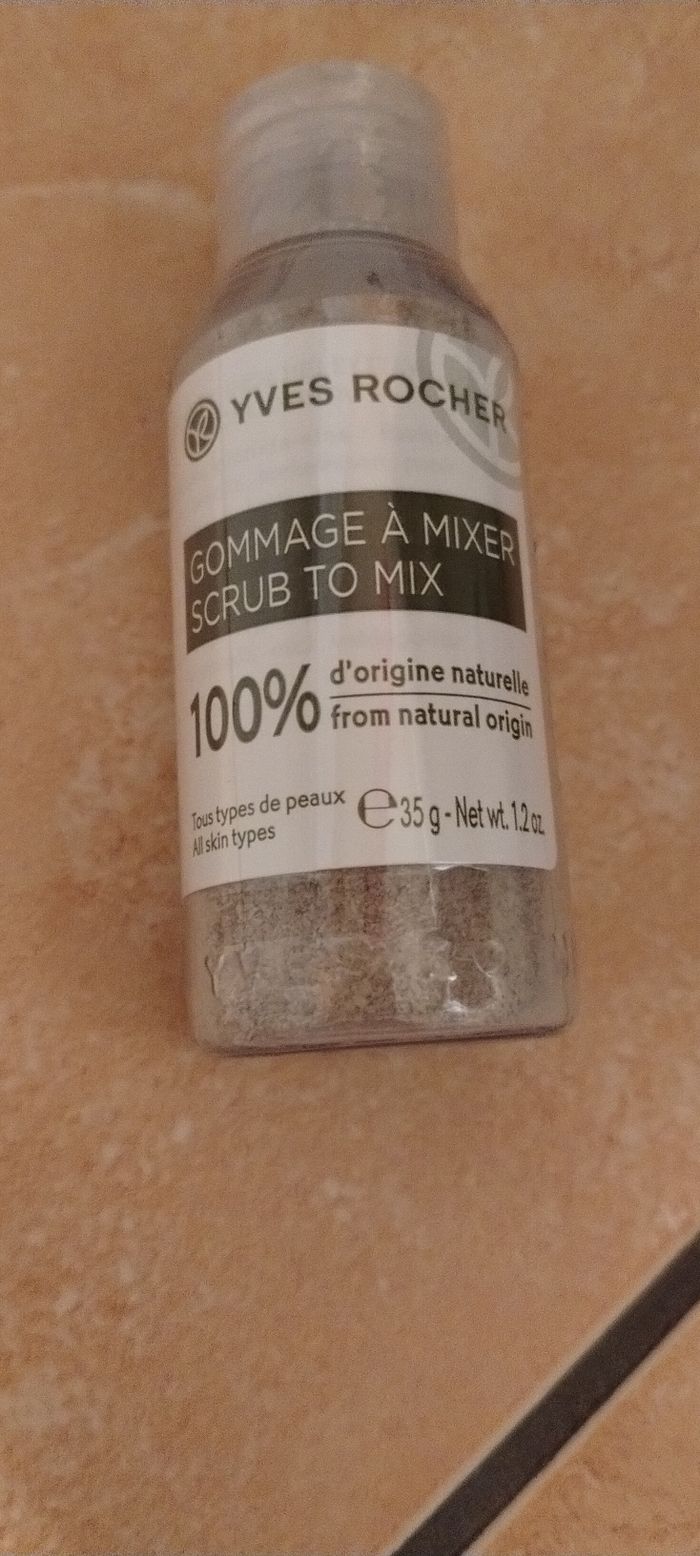 YVES ROCHER
GOMMAGE À MIXER
SCRUB TO MIX
100% d'origine naturelle
from natural origin
Tous types de peaux
All skin types
℮ 35 g - Net wt. 1.2 oz.